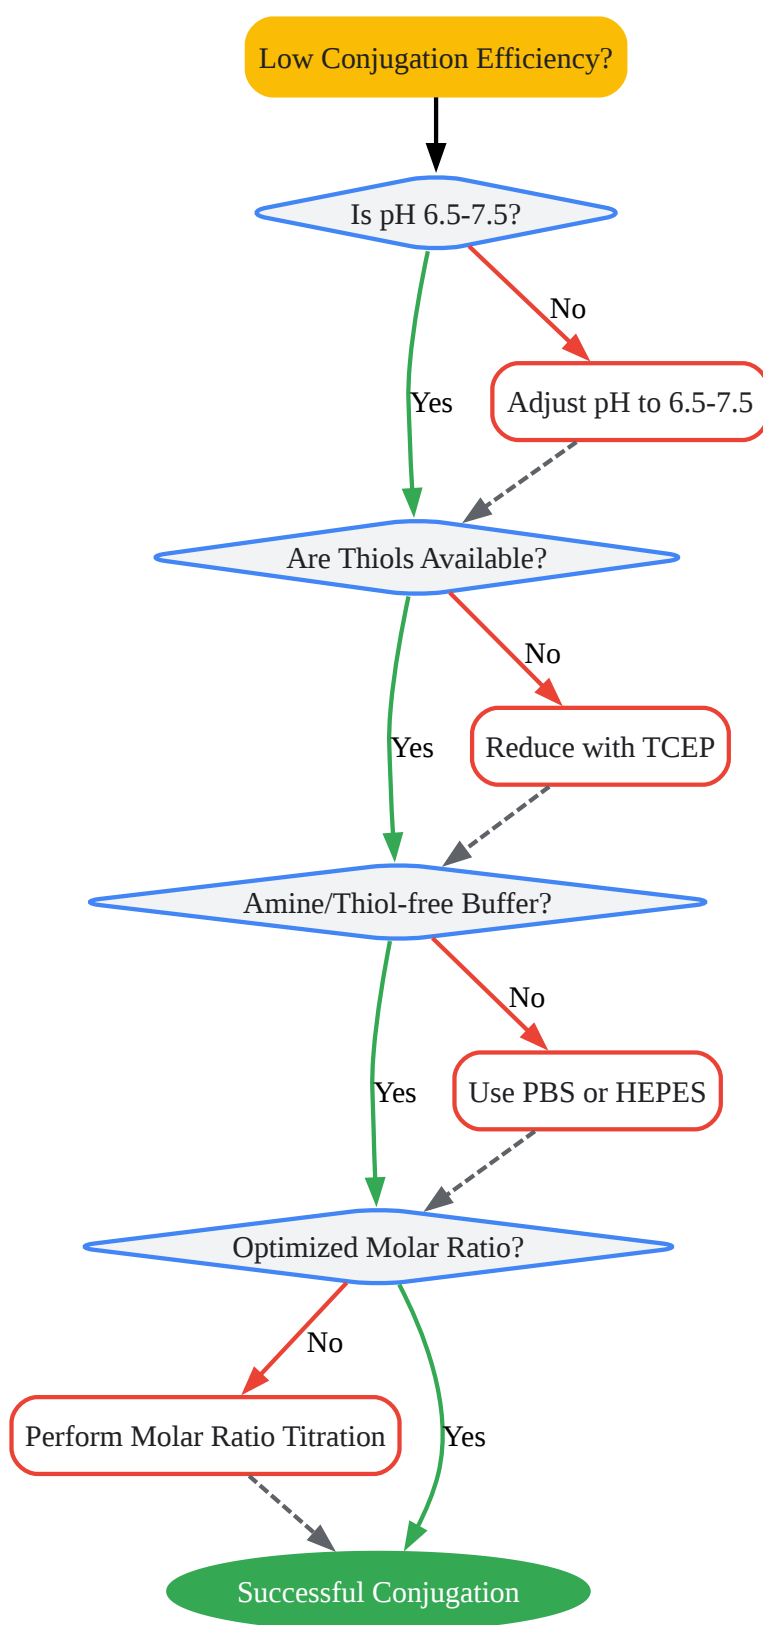 Low Conjugation Efficiency?
Is pH 6.5-7.5?
No
Yes
Adjust pH to 6.5-7.5
Are Thiols Available?
No
Yes
Reduce with TCEP
Amine/Thiol-free Buffer?
No
Yes
Use PBS or HEPES
Optimized Molar Ratio?
No
Perform Molar Ratio Titration
Yes
Successful Conjugation